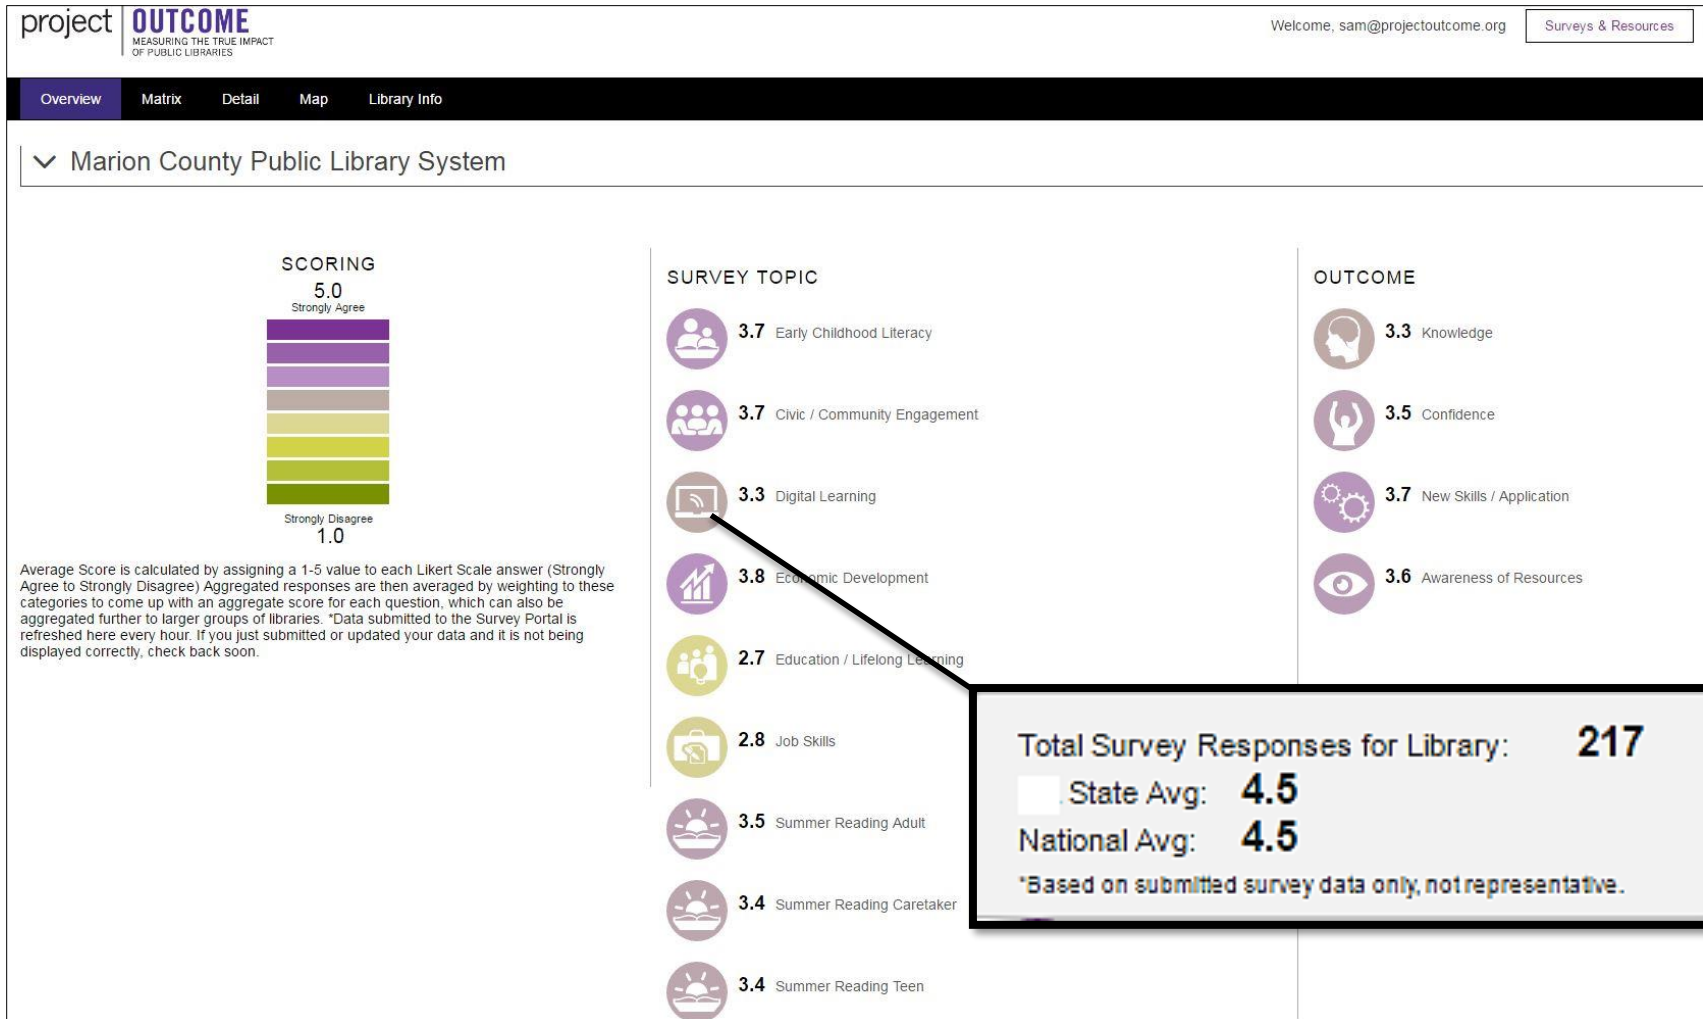 project OUTCOME
MEASURING THE TRUE IMPACT
OF PUBLIC LIBRARIES
Welcome, sam@projectoutcome.org
Surveys & Resources
Overview Matrix Detail Map Library Info
Marion County Public Library System
SCORING
5.0
Strongly Agree
Strongly Disagree
1.0
Average Score is calculated by assigning a 1-5 value to each Likert Scale answer (Strongly
Agree to Strongly Disagree) Aggregated responses are then averaged by weighting to these
categories to come up with an aggregate score for each question, which can also be
aggregated further to larger groups of libraries. *Data submitted to the Survey Portal is
refreshed here every hour. If you just submitted or updated your data and it is not being
displayed correctly, check back soon.
SURVEY TOPIC
3.7 Early Childhood Literacy
3.7 Civic / Community Engagement
3.3 Digital Learning
3.8 Economic Development
2.7 Education / Lifelong Learning
2.8 Job Skills
3.5 Summer Reading Adult
3.4 Summer Reading Caretaker
3.4 Summer Reading Teen
OUTCOME
3.3 Knowledge
3.5 Confidence
3.7 New Skills / Application
3.6 Awareness of Resources
Total Survey Responses for Library: 217
State Avg: 4.5
National Avg: 4.5
*Based on submitted survey data only, not representative.